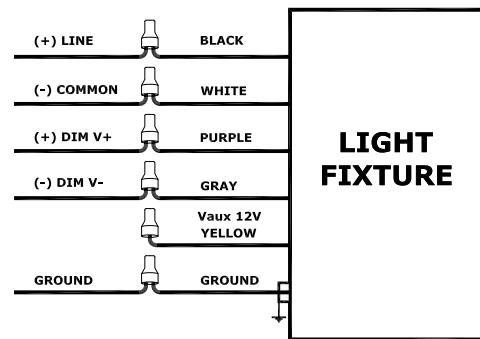 (+) LINE BLACK
(-) COMMON WHITE
(+) DIM V+ PURPLE
(-) DIM V- GRAY
Vaux 12V
YELLOW
GROUND GROUND
LIGHT
FIXTURE